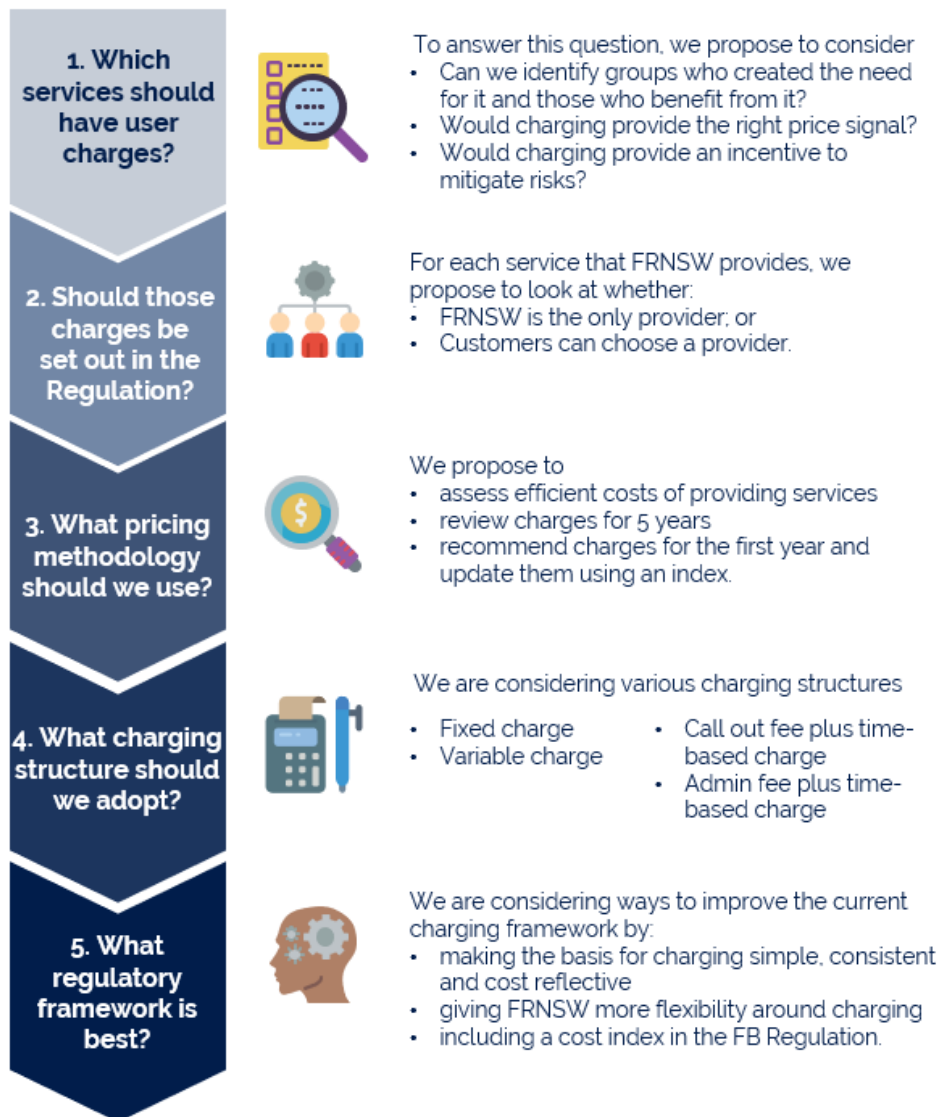 1. Which
services should
have user
charges?
To answer this question, we propose to consider
• Can we identify groups who created the need
for it and those who benefit from it?
• Would charging provide the right price signal?
• Would charging provide an incentive to
mitigate risks?
2. Should those
charges be
set out in the
Regulation?
For each service that FRNSW provides, we
propose to look at whether:
• FRNSW is the only provider; or
• Customers can choose a provider.
3. What pricing
methodology
should we use?
$
We propose to
• assess efficient costs of providing services
• review charges for 5 years
• recommend charges for the first year and
update them using an index.
4. What charging
structure should
we adopt?
We are considering various charging structures
• Fixed charge
• Variable charge
• Call out fee plus time-
based charge
• Admin fee plus time-
based charge
5. What
regulatory
framework is
best?
We are considering ways to improve the current
charging framework by:
• making the basis for charging simple, consistent
and cost reflective
• giving FRNSW more flexibility around charging
• including a cost index in the FB Regulation.